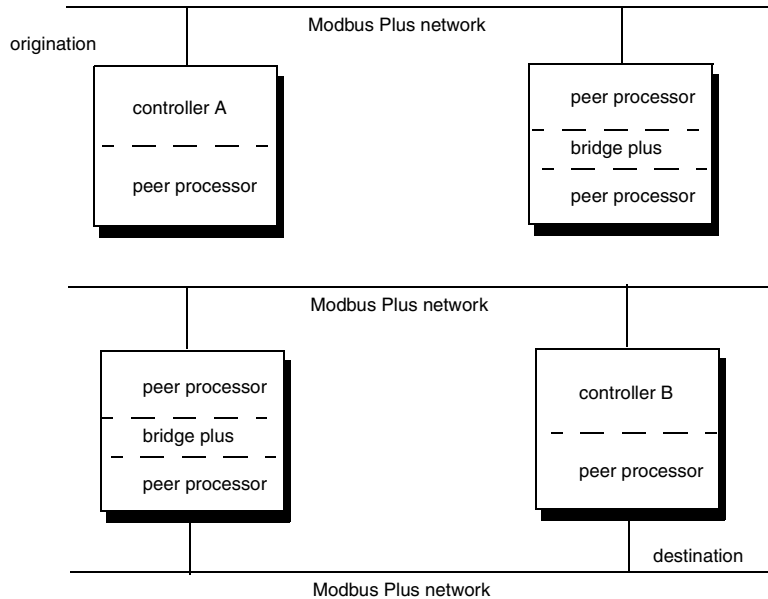 Modbus Plus network
origination
controller A
peer processor
peer processor
bridge plus
peer processor
Modbus Plus network
peer processor
bridge plus
peer processor
controller B
peer processor
destination
Modbus Plus network